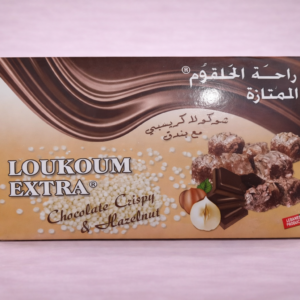 راحة الحلقوم®
الممتازة
شوكولا كريسبي
مع بندق
LOUKOUM
EXTRA®
Chocolate Crispy
& Hazelnut